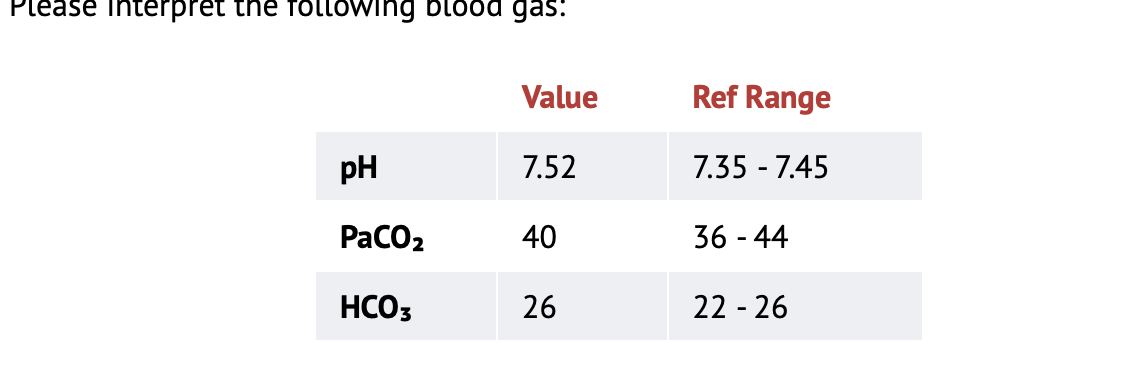 Please interpret the following blood gas:
Value Ref Range
pH 7.52 7.35 - 7.45
PaCO₂ 40 36 - 44
HCO₃ 26 22 - 26